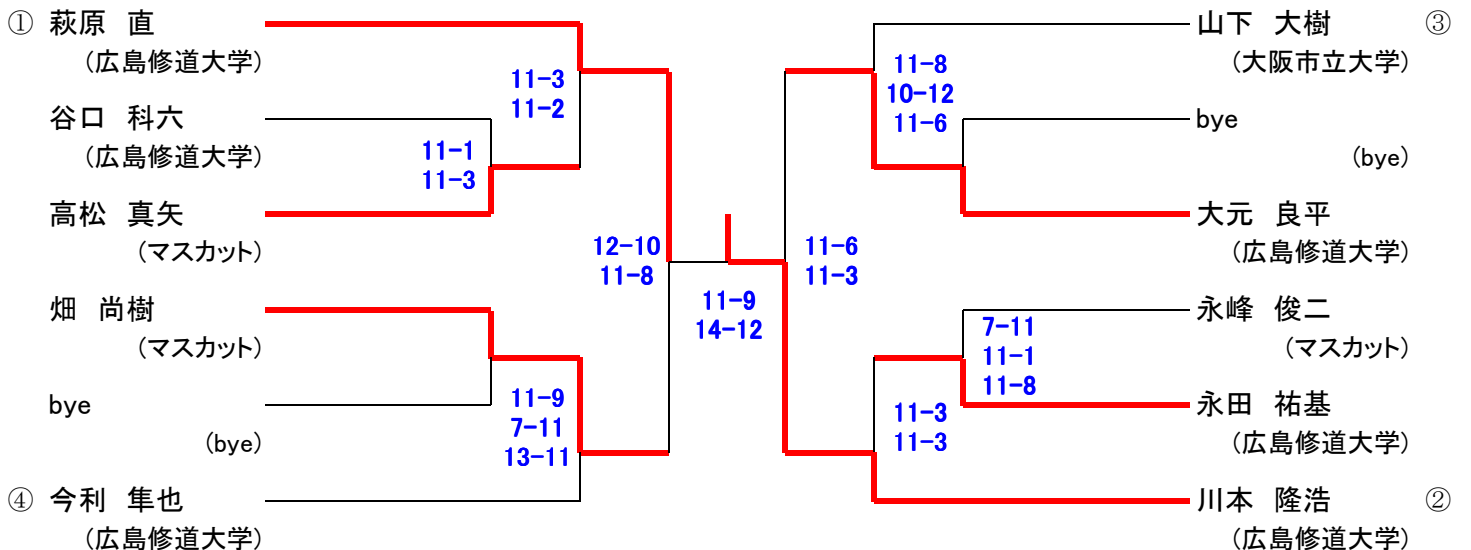 ① 萩原 直
(広島修道大学)
谷口 科六
(広島修道大学)
高松 真矢
(マスカット)
畑 尚樹
(マスカット)
bye
(bye)
④ 今利 隼也
(広島修道大学)
11-3
11-2
11-1
11-3
12-10
11-8
11-9
7-11
13-11
11-9
14-12
11-6
11-3
11-8
10-12
11-6
7-11
11-1
11-8
11-3
11-3
山下 大樹 ③
(大阪市立大学)
bye
(bye)
大元 良平
(広島修道大学)
永峰 俊二
(マスカット)
永田 祐基
(広島修道大学)
川本 隆浩 ②
(広島修道大学)